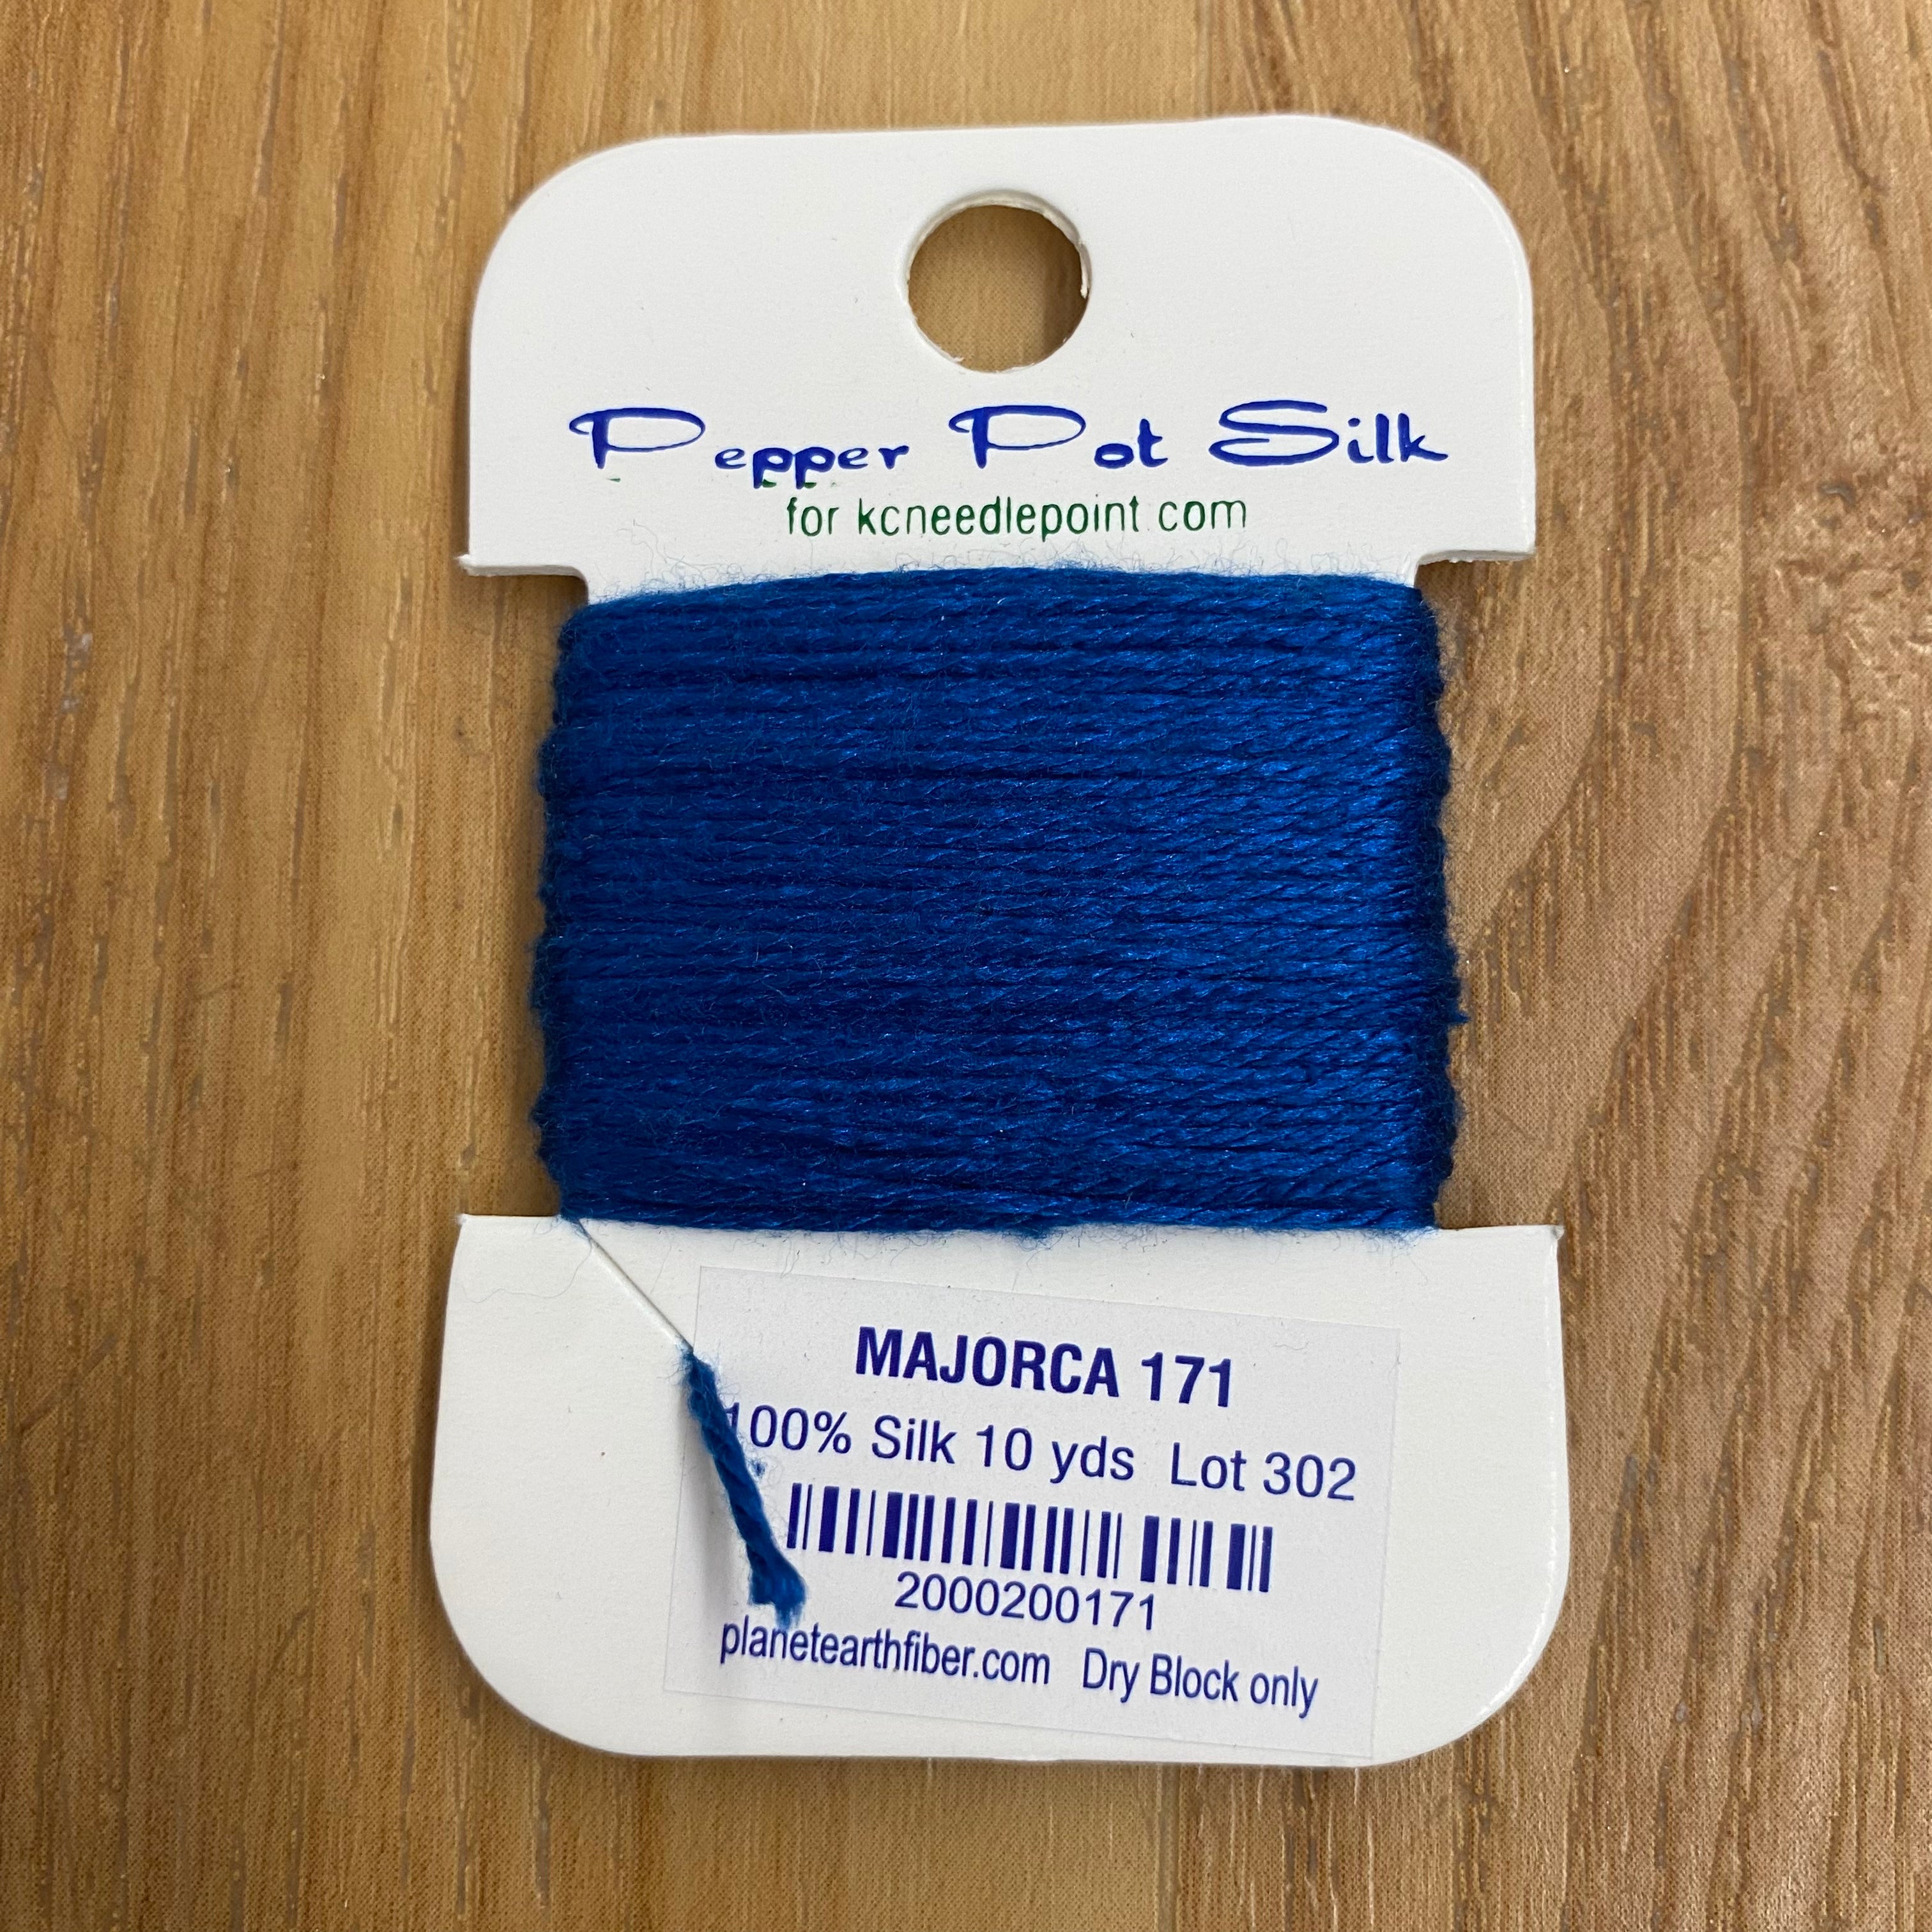 Pepper Pot Silk
for kcneedlepoint.com
MAJORCA 171
100% Silk 10 yds Lot 302
2000200171
planetearthfiber.com Dry Block only